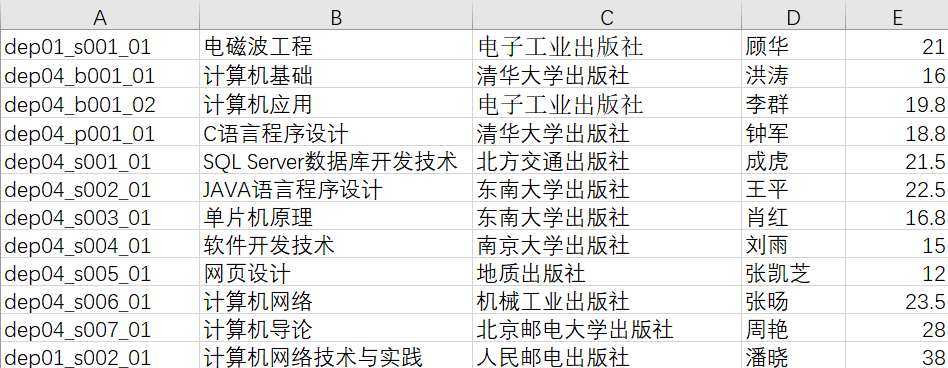 A B C D E
dep01_s001_01 电磁波工程 电子工业出版社 顾华 21
dep04_b001_01 计算机基础 清华大学出版社 洪涛 16
dep04_b001_02 计算机应用 电子工业出版社 李群 19.8
dep04_p001_01 C语言程序设计 清华大学出版社 钟军 18.8
dep04_s001_01 SQL Server数据库开发技术 北方交通出版社 成虎 21.5
dep04_s002_01 JAVA语言程序设计 东南大学出版社 王平 22.5
dep04_s003_01 单片机原理 东南大学出版社 肖红 16.8
dep04_s004_01 软件开发技术 南京大学出版社 刘雨 15
dep04_s005_01 网页设计 地质出版社 张凯芝 12
dep04_s006_01 计算机网络 机械工业出版社 张旸 23.5
dep04_s007_01 计算机导论 北京邮电大学出版社 周艳 28
dep01_s002_01 计算机网络技术与实践 人民邮电出版社 潘晓 38